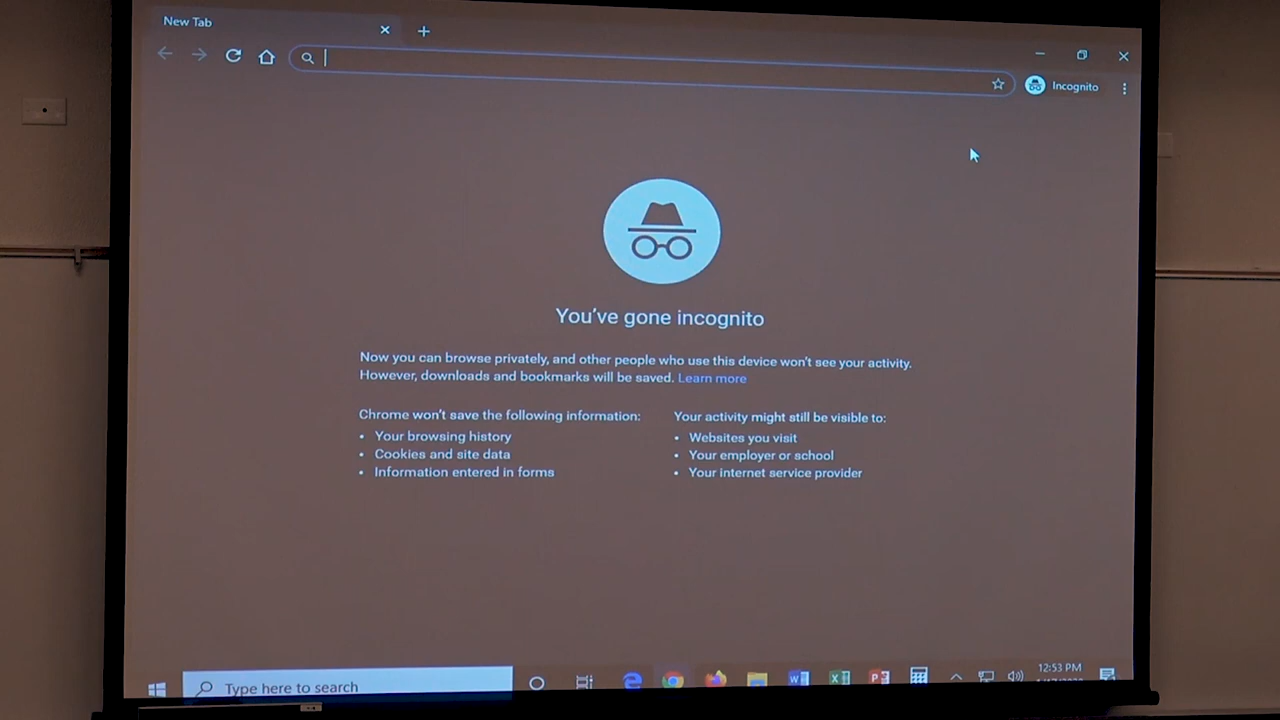 New Tab
Incognito
You've gone incognito
Now you can browse privately, and other people who use this device won't see your activity.
However, downloads and bookmarks will be saved. Learn more
Chrome won't save the following information:
• Your browsing history
• Cookies and site data
• Information entered in forms
Your activity might still be visible to:
• Websites you visit
• Your employer or school
• Your internet service provider
Type here to search
12:53 PM